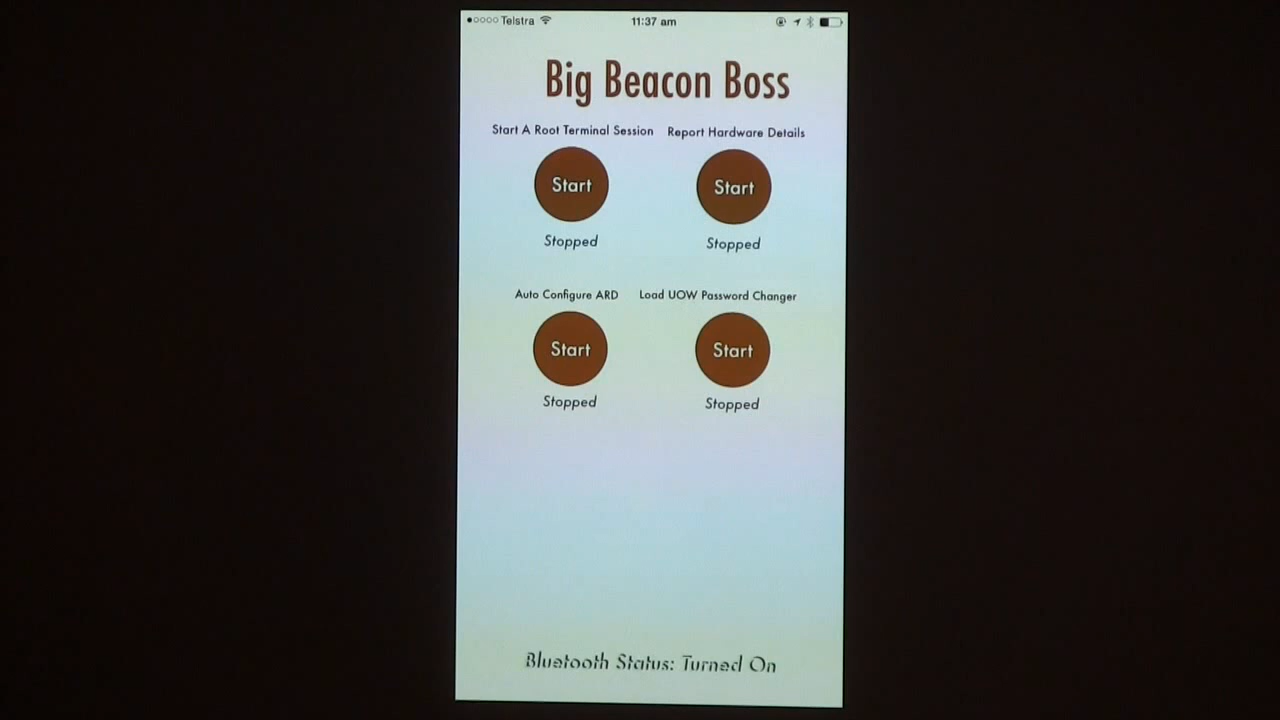 Telstra 11:37 am
Big Beacon Boss
Start A Root Terminal Session Report Hardware Details
Start Start
Stopped Stopped
Auto Configure ARD Load UOW Password Changer
Start Start
Stopped Stopped
Bluetooth Status: Turned On